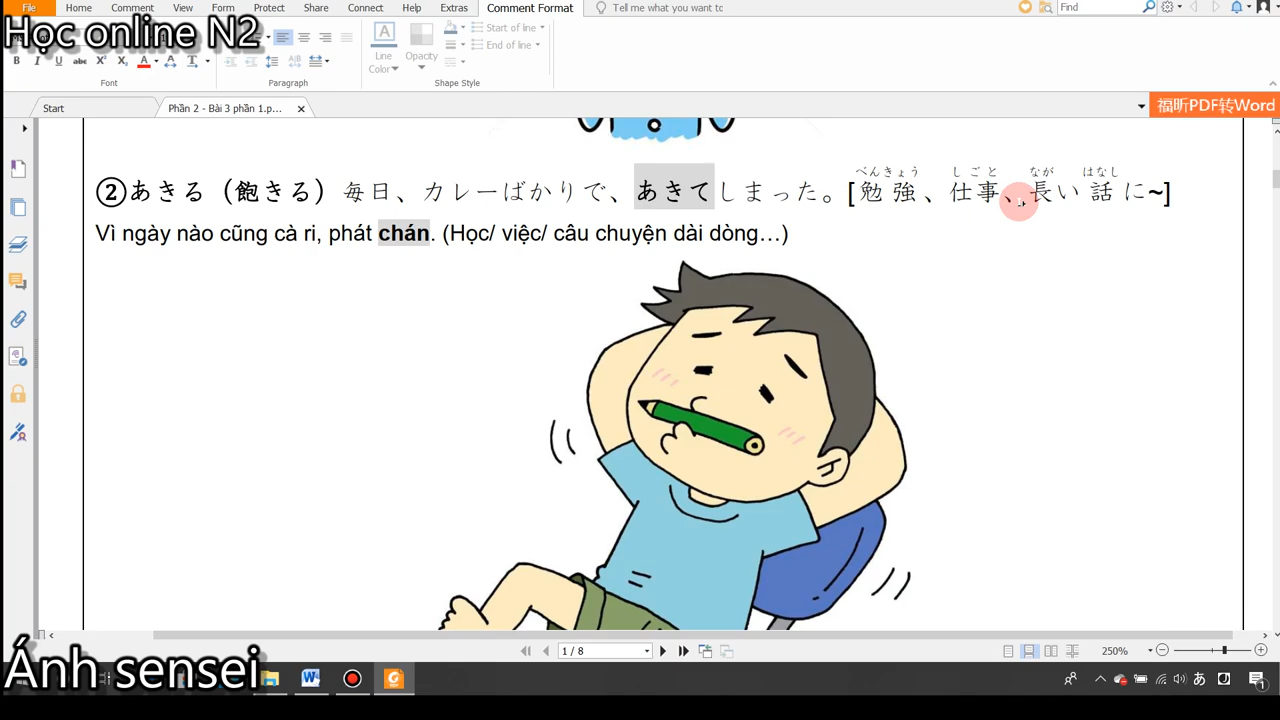 File Home Comment View Form Protect Share Connect Help Extras Comment Format Tell me what you want tc Find
Học online N2
Start of line
End of line
Line Color
Opacity
B I U abc X² X₂ A A T
Font Paragraph Shape Style
Start Phần 2 - Bài 3 phần 1.p... 福昕PDF转Word
べんきょう しごと なが はなし
②あきる（飽きる）毎日、カレーばかりで、あきてしまった。[勉強、仕事、長い話に~]
Vì ngày nào cũng cà ri, phát chán. (Học/ việc/ câu chuyện dài dòng…)
1 / 8 250%
Ánh sensei
あ